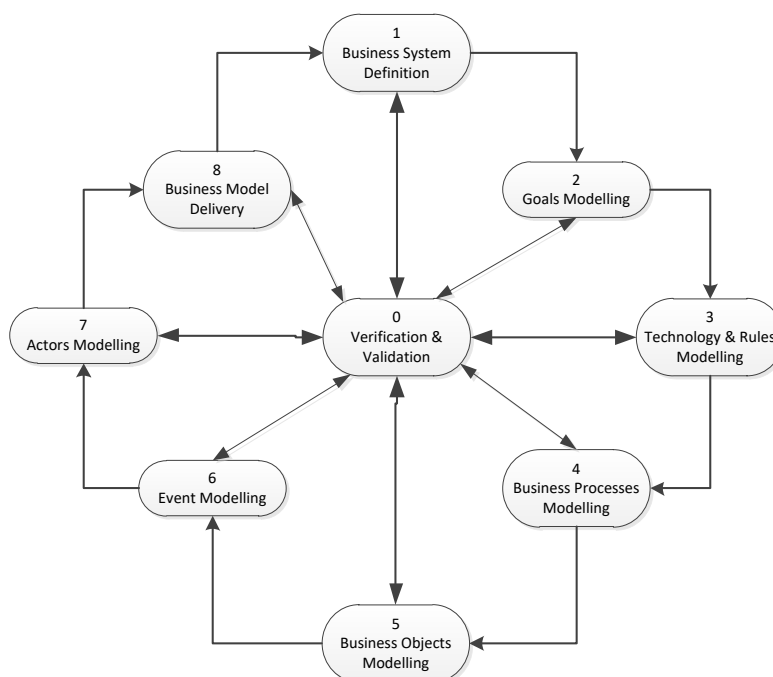 1
Business System
Definition
8
Business Model
Delivery
2
Goals Modelling
7
Actors Modelling
0
Verification &
Validation
3
Technology & Rules
Modelling
6
Event Modelling
4
Business Processes
Modelling
5
Business Objects
Modelling